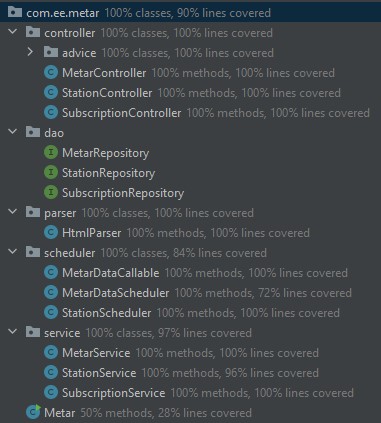 com.ee.metar 100% classes, 90% lines covered
controller 100% classes, 100% lines covered
advice 100% classes, 100% lines covered
MetarController 100% methods, 100% lines covered
StationController 100% methods, 100% lines covered
SubscriptionController 100% methods, 100% lines covered
dao
MetarRepository
StationRepository
SubscriptionRepository
parser 100% classes, 100% lines covered
HtmlParser 100% methods, 100% lines covered
scheduler 100% classes, 84% lines covered
MetarDataCallable 100% methods, 100% lines covered
MetarDataScheduler 100% methods, 72% lines covered
StationScheduler 100% methods, 100% lines covered
service 100% classes, 97% lines covered
MetarService 100% methods, 100% lines covered
StationService 100% methods, 96% lines covered
SubscriptionService 100% methods, 100% lines covered
Metar 50% methods, 28% lines covered